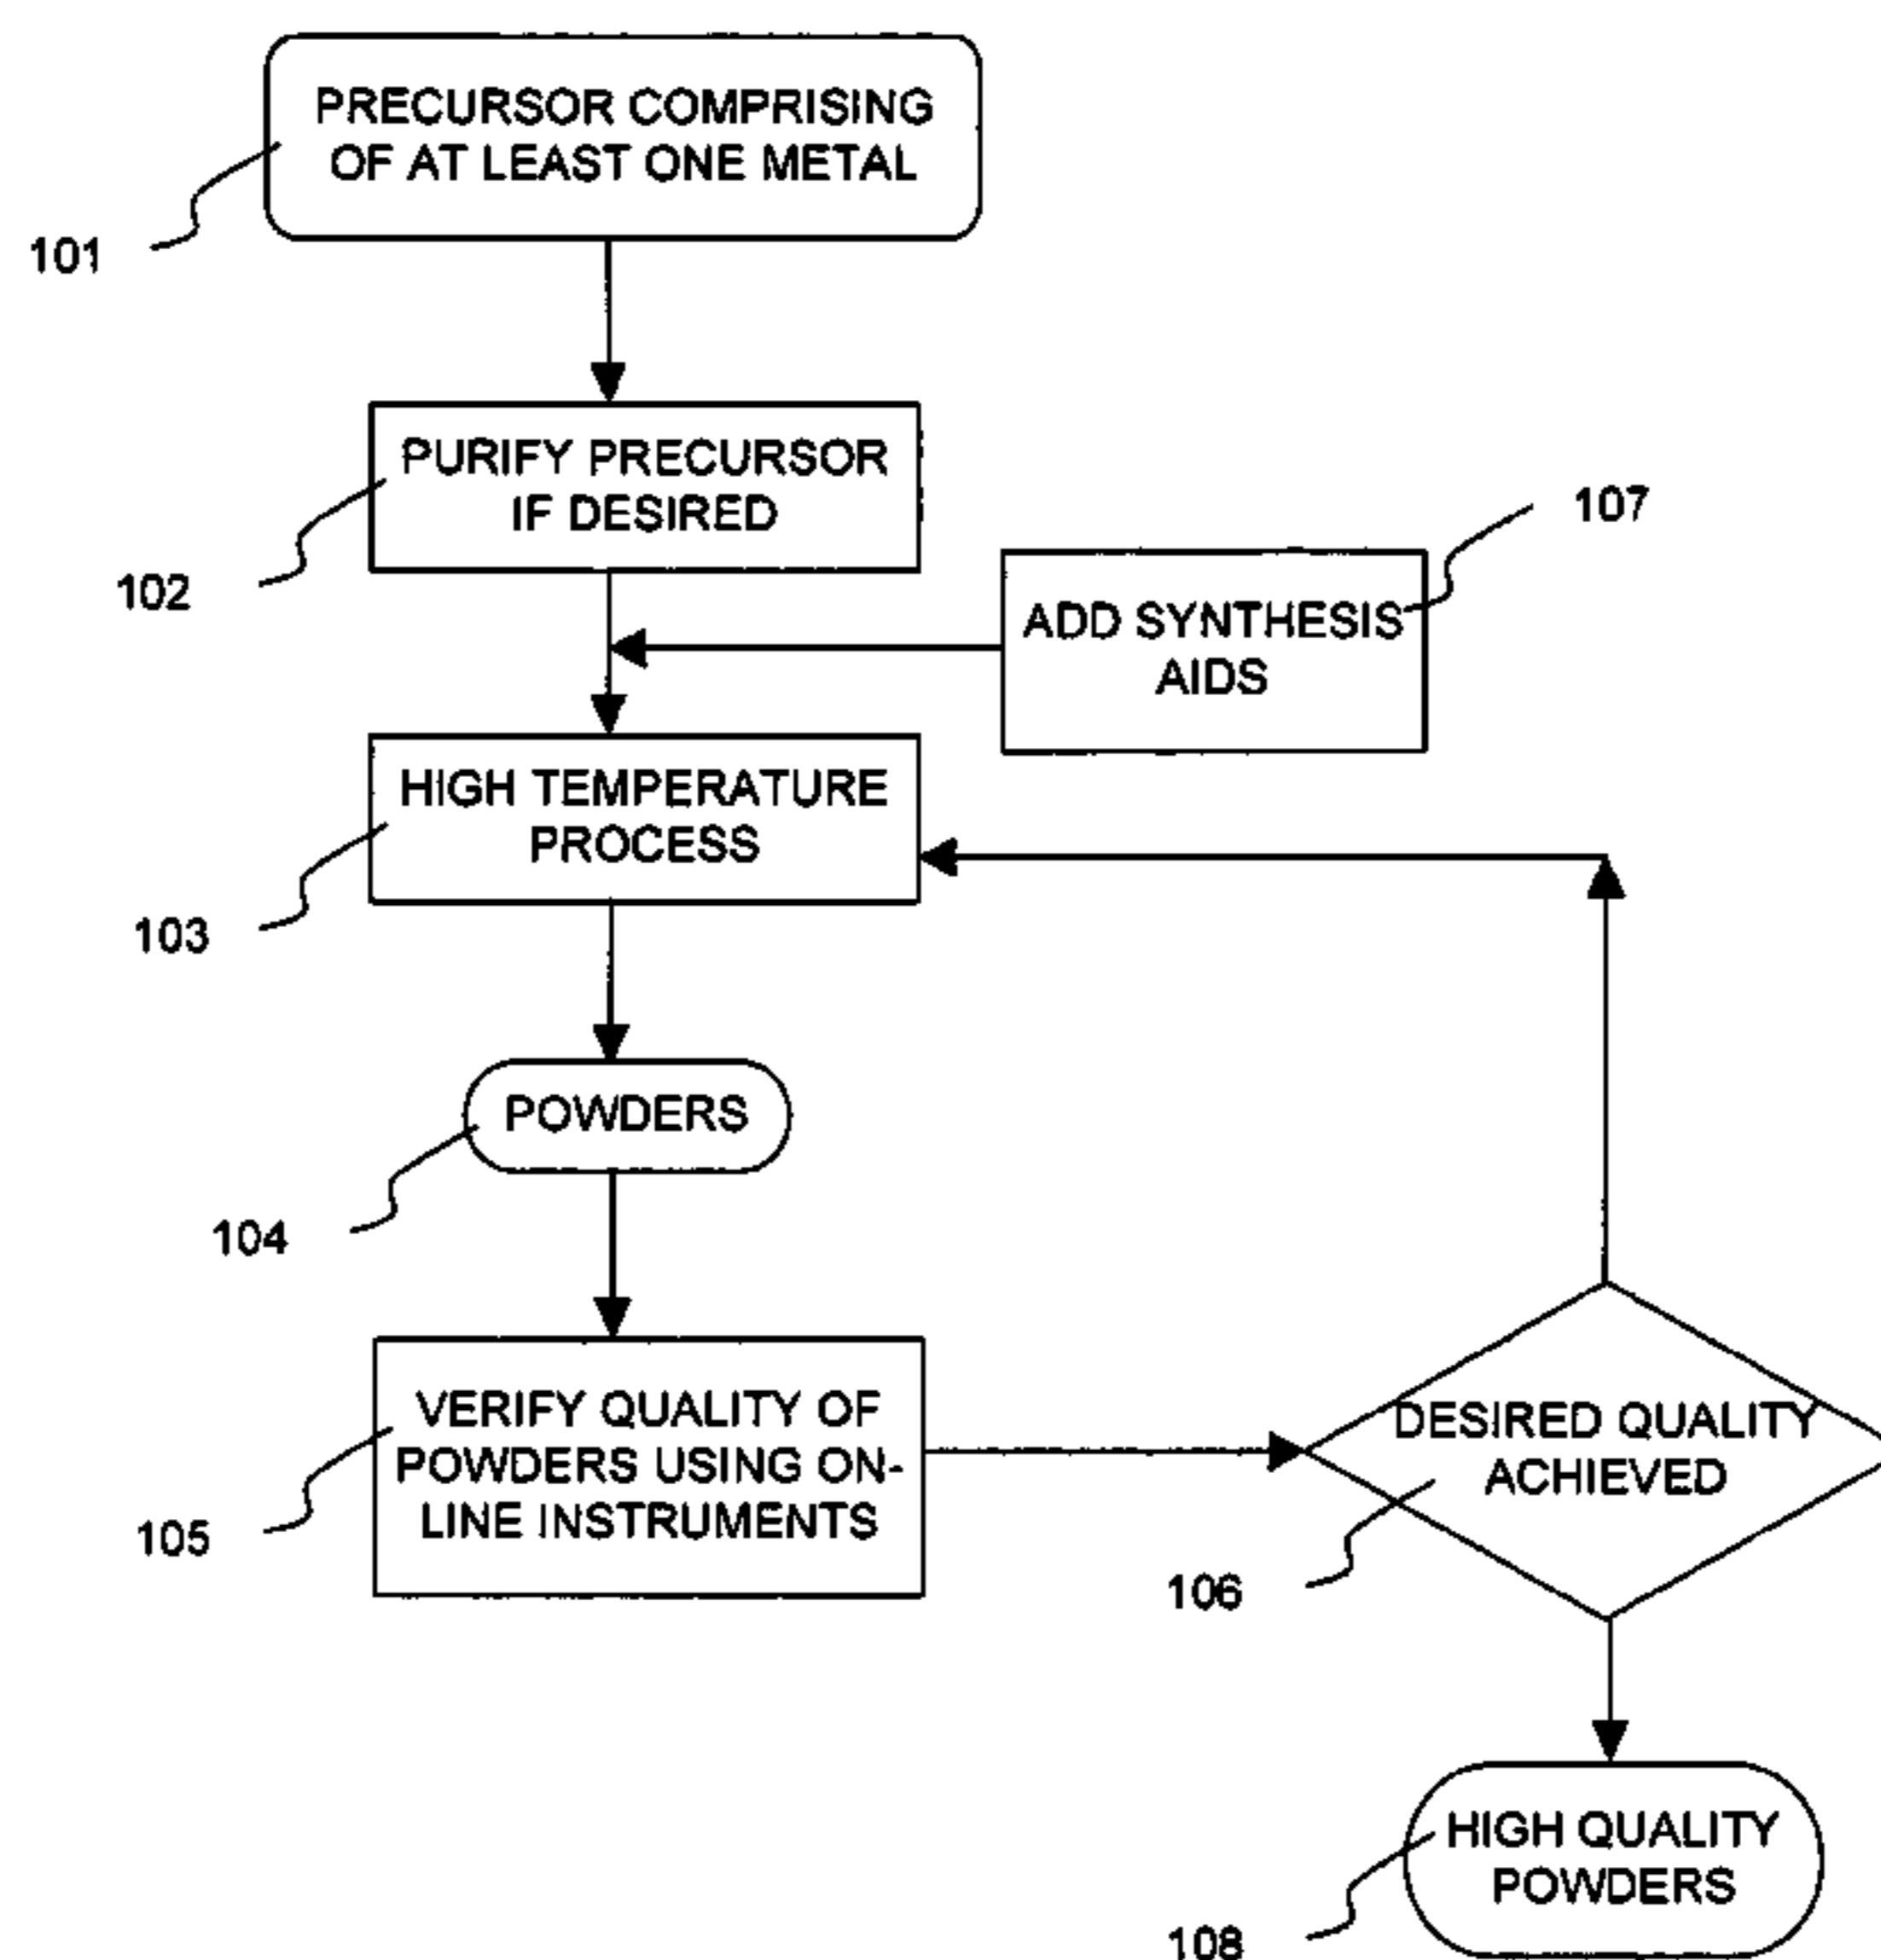 PRECURSOR COMPRISING
OF AT LEAST ONE METAL
101
PURIFY PRECURSOR
IF DESIRED
102
107
ADD SYNTHESIS
AIDS
HIGH TEMPERATURE
PROCESS
103
POWDERS
104
VERIFY QUALITY OF
POWDERS USING ON-
LINE INSTRUMENTS
105
DESIRED QUALITY
ACHIEVED
106
HIGH QUALITY
POWDERS
108